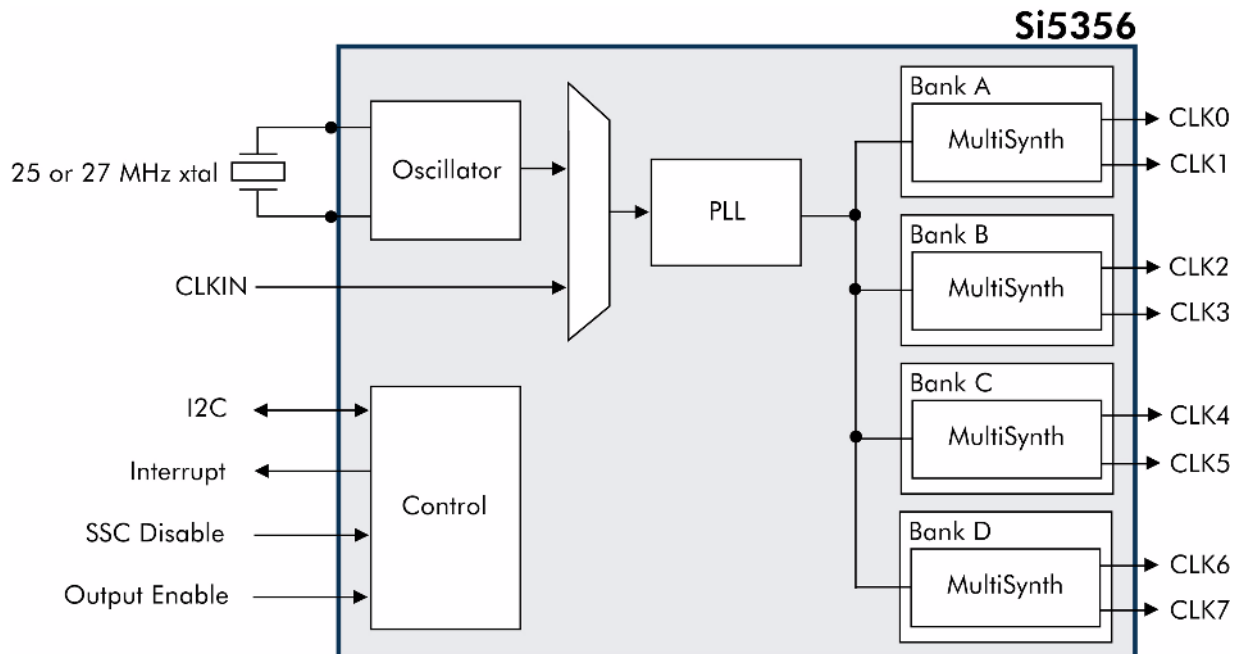 Si5356
25 or 27 MHz xtal
Oscillator
CLKIN
PLL
I2C
Interrupt
SSC Disable
Output Enable
Control
Bank A
MultiSynth
CLK0
CLK1
Bank B
MultiSynth
CLK2
CLK3
Bank C
MultiSynth
CLK4
CLK5
Bank D
MultiSynth
CLK6
CLK7